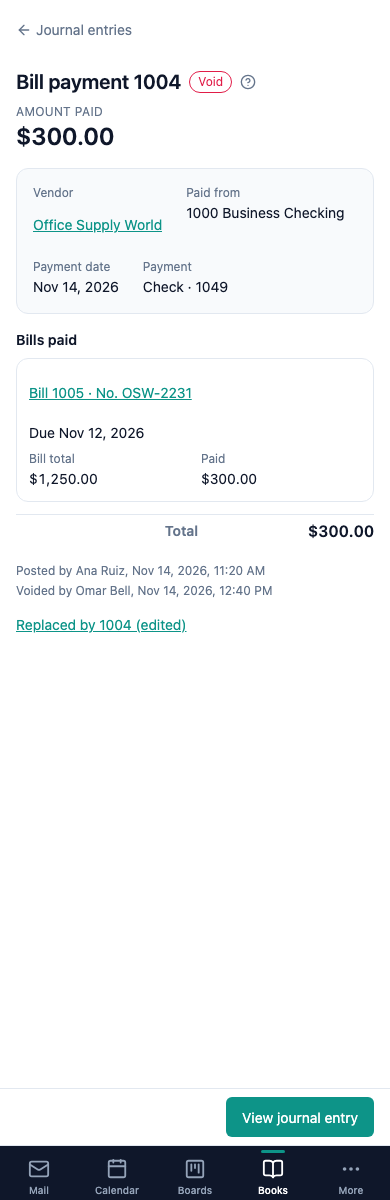 Journal entries
Bill payment 1004 Void
AMOUNT PAID
$300.00
Vendor
Office Supply World
Paid from
1000 Business Checking
Payment date
Nov 14, 2026
Payment
Check · 1049
Bills paid
Bill 1005 · No. OSW-2231
Due Nov 12, 2026
Bill total
$1,250.00
Paid
$300.00
Total $300.00
Posted by Ana Ruiz, Nov 14, 2026, 11:20 AM
Voided by Omar Bell, Nov 14, 2026, 12:40 PM
Replaced by 1004 (edited)
View journal entry
Mail Calendar Boards Books More